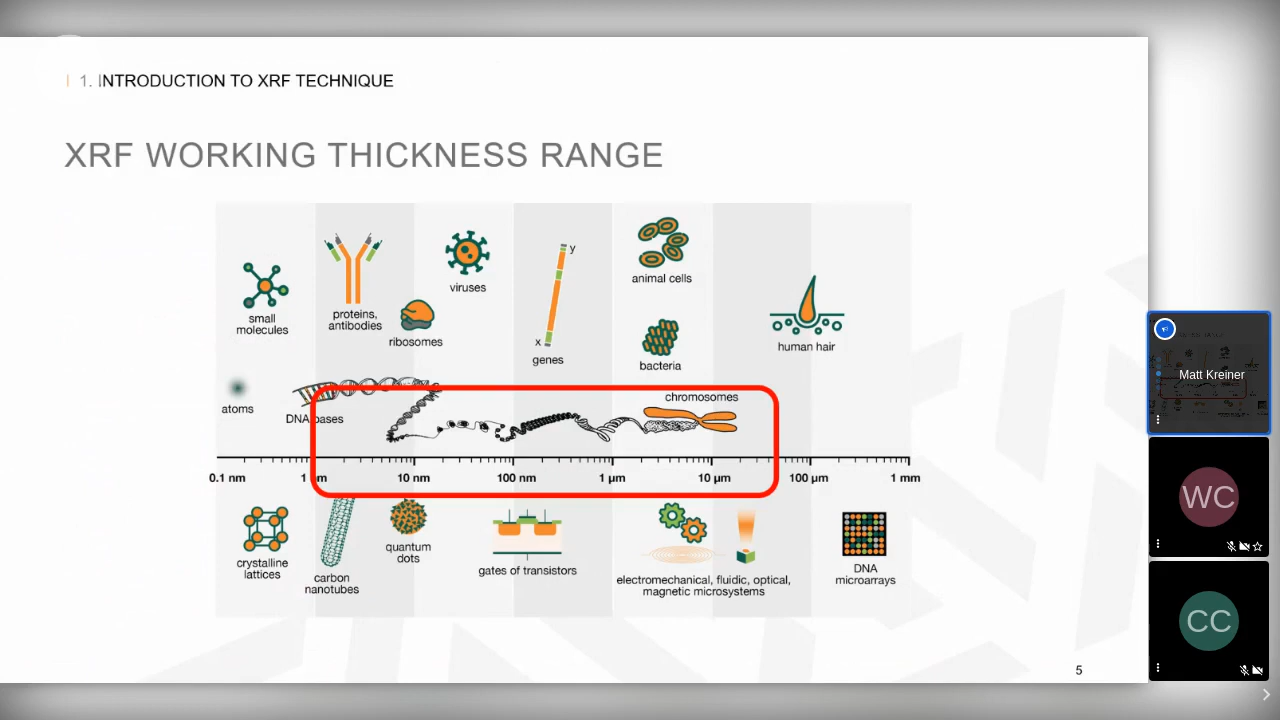 1. INTRODUCTION TO XRF TECHNIQUE
XRF WORKING THICKNESS RANGE
small
molecules
proteins,
antibodies
ribosomes
viruses
y
x
genes
animal cells
bacteria
human hair
atoms
DNA bases
chromosomes
0.1 nm
1 nm
10 nm
100 nm
1 µm
10 µm
100 µm
1 mm
crystalline
lattices
carbon
nanotubes
quantum
dots
gates of transistors
electromechanical, fluidic, optical,
magnetic microsystems
DNA
microarrays
5
Matt Kreiner
WC
CC